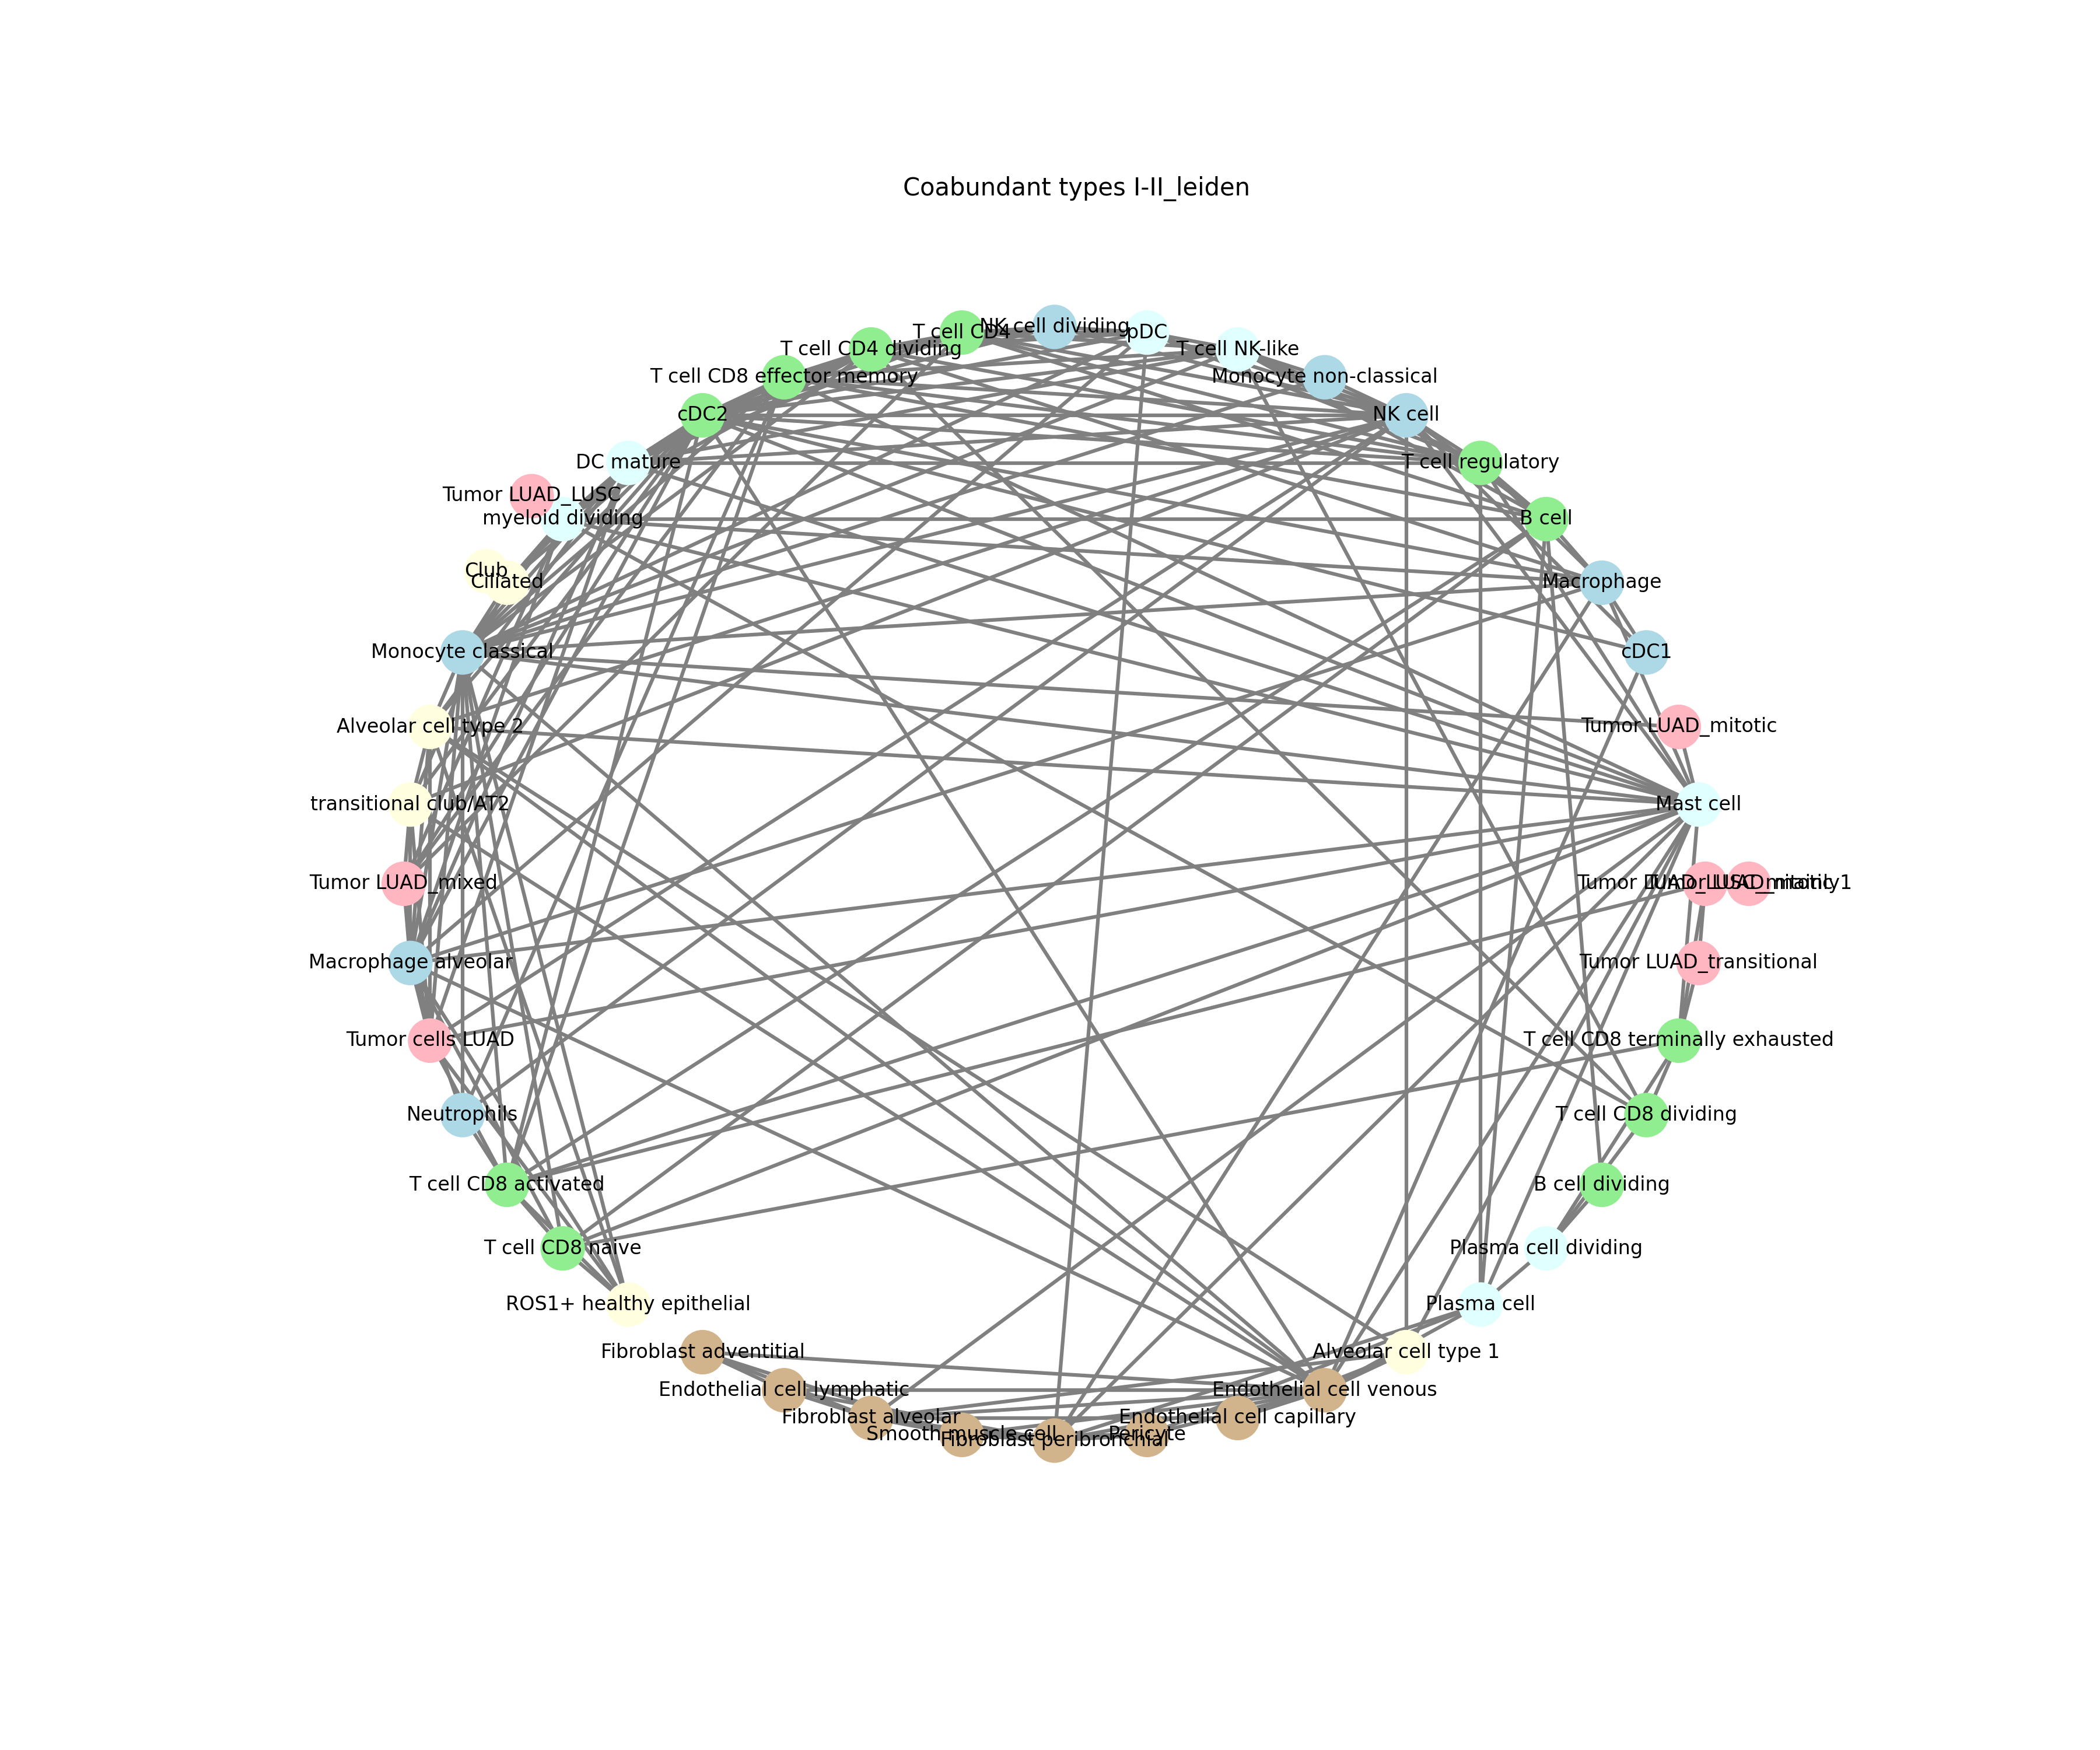 Coabundant types I-II_leiden
NK cell dividing
T cell CD4
pDC
T cell CD4 dividing
T cell NK-like
T cell CD8 effector memory
Monocyte non-classical
cDC2
NK cell
DC mature
T cell regulatory
Tumor LUAD_LUSC
myeloid dividing
B cell
Club
Ciliated
Macrophage
Monocyte classical
cDC1
Alveolar cell type 2
Tumor LUAD_mitotic
transitional club/AT2
Mast cell
Tumor LUAD_mixed
Macrophage alveolar
Tumor LUAD_transitional
Tumor cells LUAD
T cell CD8 terminally exhausted
Neutrophils
T cell CD8 dividing
T cell CD8 activated
B cell dividing
T cell CD8 naive
Plasma cell dividing
ROS1+ healthy epithelial
Plasma cell
Fibroblast adventitial
Alveolar cell type 1
Endothelial cell lymphatic
Endothelial cell venous
Fibroblast alveolar
Endothelial cell capillary
Smooth muscle cell
Pericyte
Fibroblast peribronchial